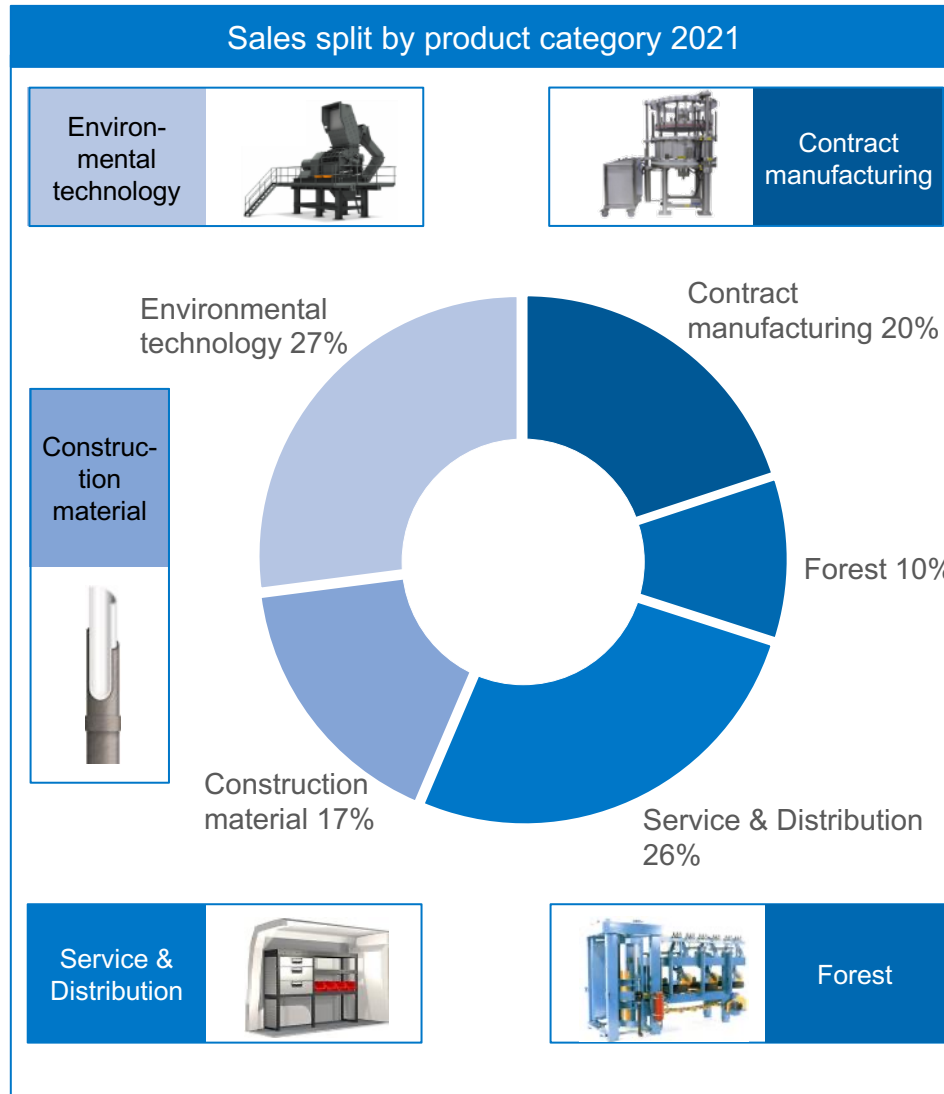 Sales split by product category 2021
Environ-
mental
technology
Contract
manufacturing
Environmental
technology 27%
Contract
manufacturing 20%
Construc-
tion
material
Forest 10%
Construction
material 17%
Service & Distribution
26%
Service &
Distribution
Forest